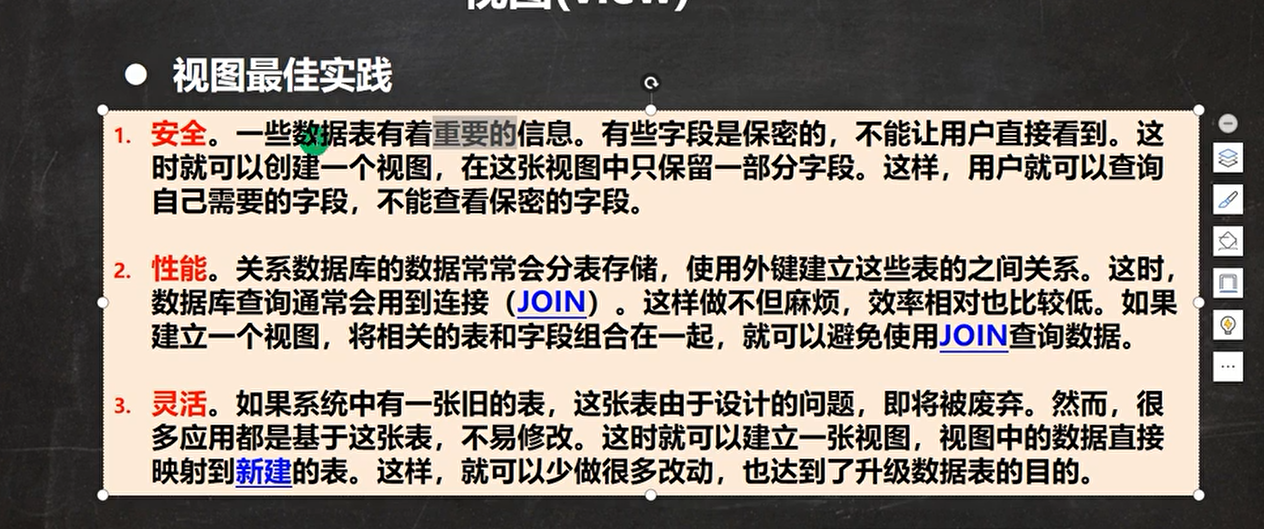 视图(View)
视图最佳实践
1. 安全。一些数据表有着重要的信息。有些字段是保密的，不能让用户直接看到。这
时就可以创建一个视图，在这张视图中只保留一部分字段。这样，用户就可以查询
自己需要的字段，不能查看保密的字段。
2. 性能。关系数据库的数据常常会分表存储，使用外键建立这些表的之间关系。这时，
数据库查询通常会用到连接（JOIN）。这样做不但麻烦，效率相对也比较低。如果
建立一个视图，将相关的表和字段组合在一起，就可以避免使用JOIN查询数据。
3. 灵活。如果系统中有一张旧的表，这张表由于设计的问题，即将被废弃。然而，很
多应用都是基于这张表，不易修改。这时就可以建立一张视图，视图中的数据直接
映射到新建的表。这样，就可以少做很多改动，也达到了升级数据表的目的。